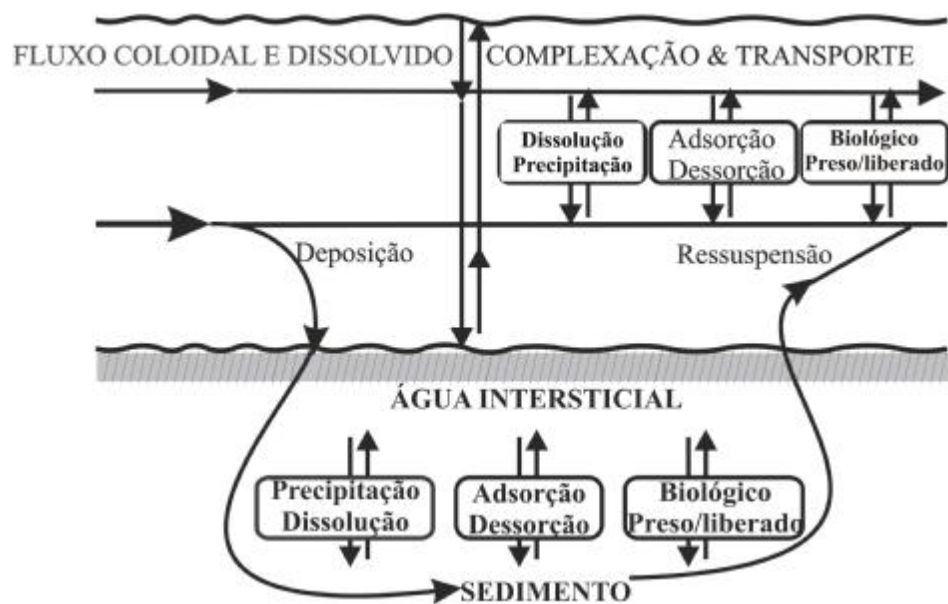 FLUXO COLOIDAL E DISSOLVIDO
COMPLEXAÇÃO & TRANSPORTE
Dissolução
Precipitação
Adsorção
Dessorção
Biológico
Preso/liberado
Deposição
Ressuspensão
ÁGUA INTERSTICIAL
Precipitação
Dissolução
Adsorção
Dessorção
Biológico
Preso/liberado
SEDIMENTO